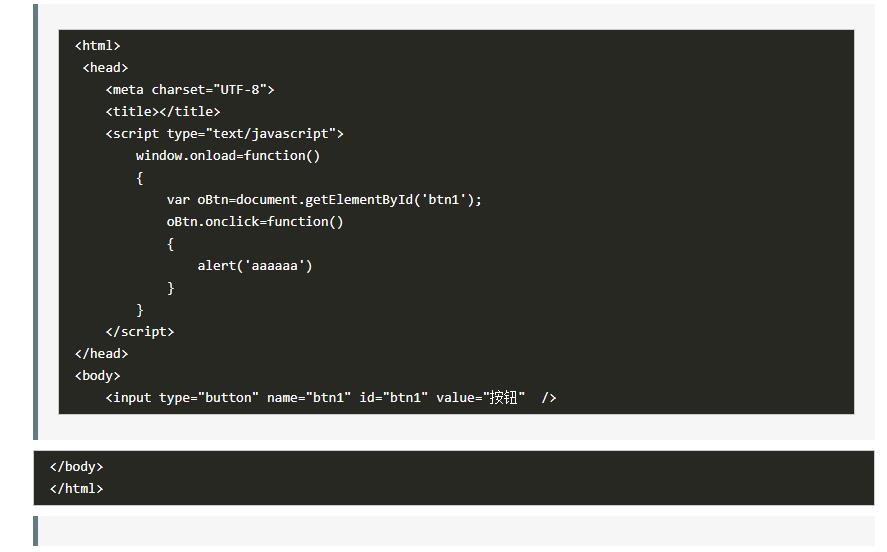 <html>
<head>
<meta charset="UTF-8">
<title></title>
<script type="text/javascript">
window.onload=function()
{
var oBtn=document.getElementById('btn1');
oBtn.onclick=function()
{
alert('aaaaaa')
}
}
</script>
</head>
<body>
<input type="button" name="btn1" id="btn1" value="按钮"  />
</body>
</html>